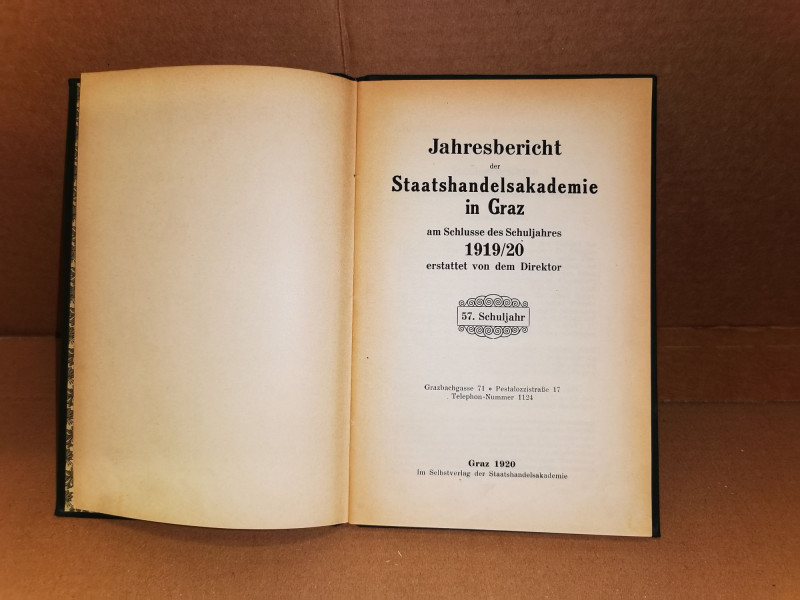 Jahresbericht
der
Staatshandelsakademie
in Graz
am Schlusse des Schuljahres
1919/20
erstattet von dem Direktor
57. Schuljahr
Grazbachgasse 71 * Pestalozzistraße 17
Telephon-Nummer 1124
Graz 1920
Im Selbstverlag der Staatshandelsakademie